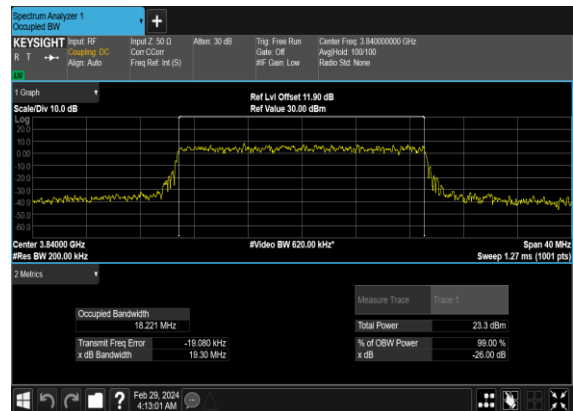 Spectrum Analyzer 1
Occupied BW
KEYSIGHT
R T
Input: RF
Coupling: DC
Align: Auto
Input Z: 50 Ω
Corr CCorr
Freq Ref: Int (S)
Atten: 30 dB
Trig: Free Run
Gate: Off
#IF Gain: Low
Center Freq: 3.840000000 GHz
Avg|Hold: 100/100
Radio Std: None
1 Graph
Scale/Div 10.0 dB
Ref Lvl Offset 11.90 dB
Ref Value 30.00 dBm
Log
20.0
10.0
0.00
-10.0
-20.0
-30.0
-40.0
-50.0
-60.0
Center 3.84000 GHz
#Res BW 200.00 kHz
#Video BW 620.00 kHz*
Span 40 MHz
Sweep 1.27 ms (1001 pts)
2 Metrics
Measure Trace Trace 1
Occupied Bandwidth
18.221 MHz
Total Power 23.3 dBm
Transmit Freq Error -19.080 kHz
% of OBW Power 99.00 %
x dB Bandwidth 19.30 MHz
x dB -26.00 dB
Feb 29, 2024
4:13:01 AM